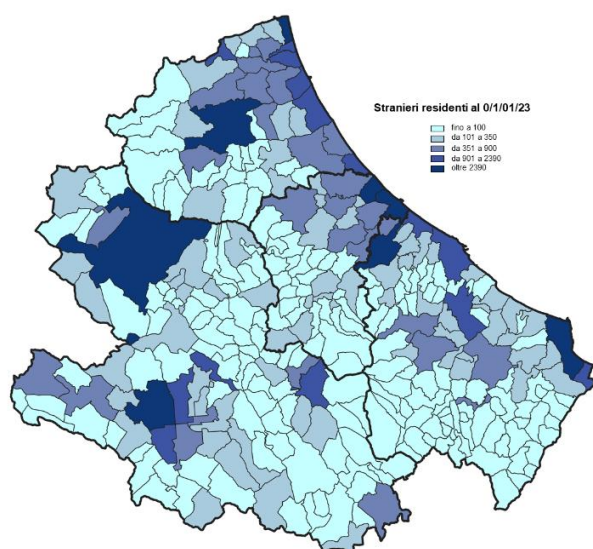 Stranieri residenti al 0/1/01/23
fino a 100
da 101 a 350
da 351 a 900
da 901 a 2390
oltre 2390